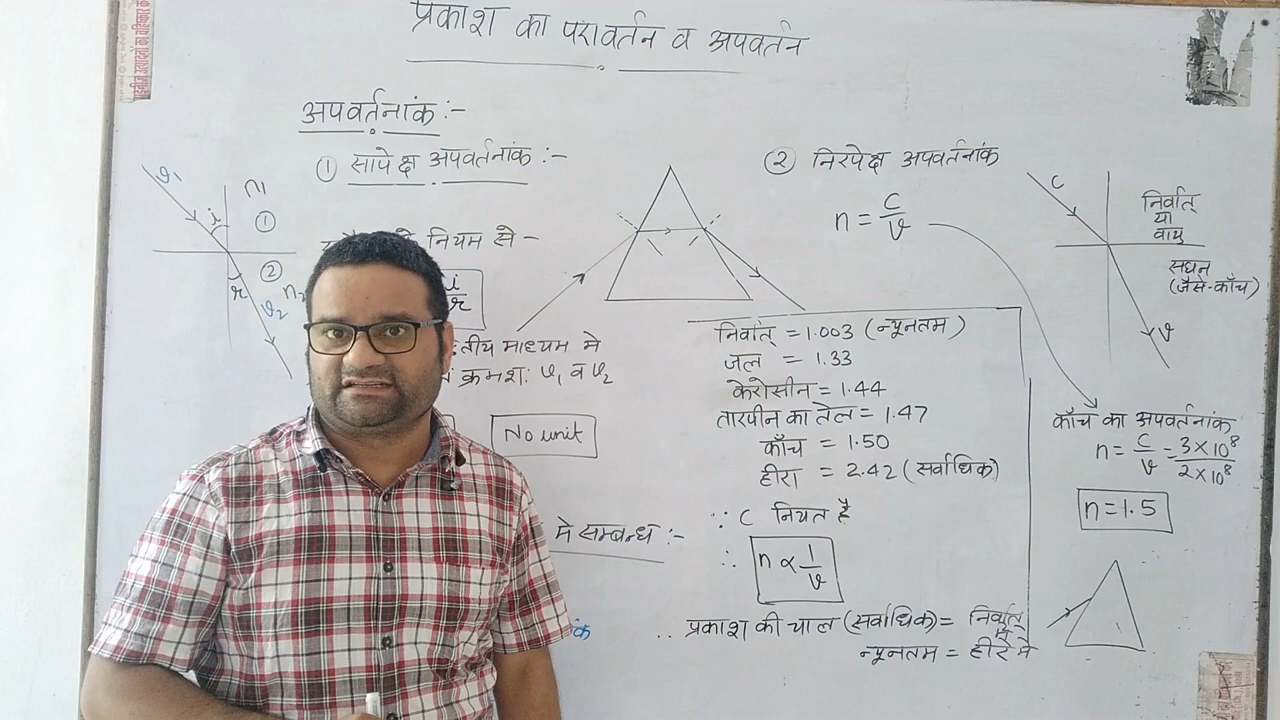 प्रकाश का परावर्तन व अपवर्तन
अपवर्तनांक :-
① सापेक्ष अपवर्तनांक :-
नियम से -
i
r
तीय माध्यम मे
क्रमश: v₁ व v₂
No unit
मे सम्बन्ध :-
v₁
n₁
i
①
②
r
n₂
v₂
② निरपेक्ष अपवर्तनांक
n = c/v
निर्वात् = 1.003 (न्यूनतम)
जल = 1.33
केरोसीन = 1.44
तारपीन का तेल = 1.47
काँच = 1.50
हीरा = 2.42 (सर्वाधिक)
∵ c नियत है
∴ n ∝ 1/v
∴ प्रकाश की चाल (सर्वाधिक) = निर्वात् मे
न्यूनतम = हीरे मे
c
निर्वात्
या
वायु
सघन
(जैसे-काँच)
v
काँच का अपवर्तनांक
n = c/v = 3×10⁸/2×10⁸
n = 1.5